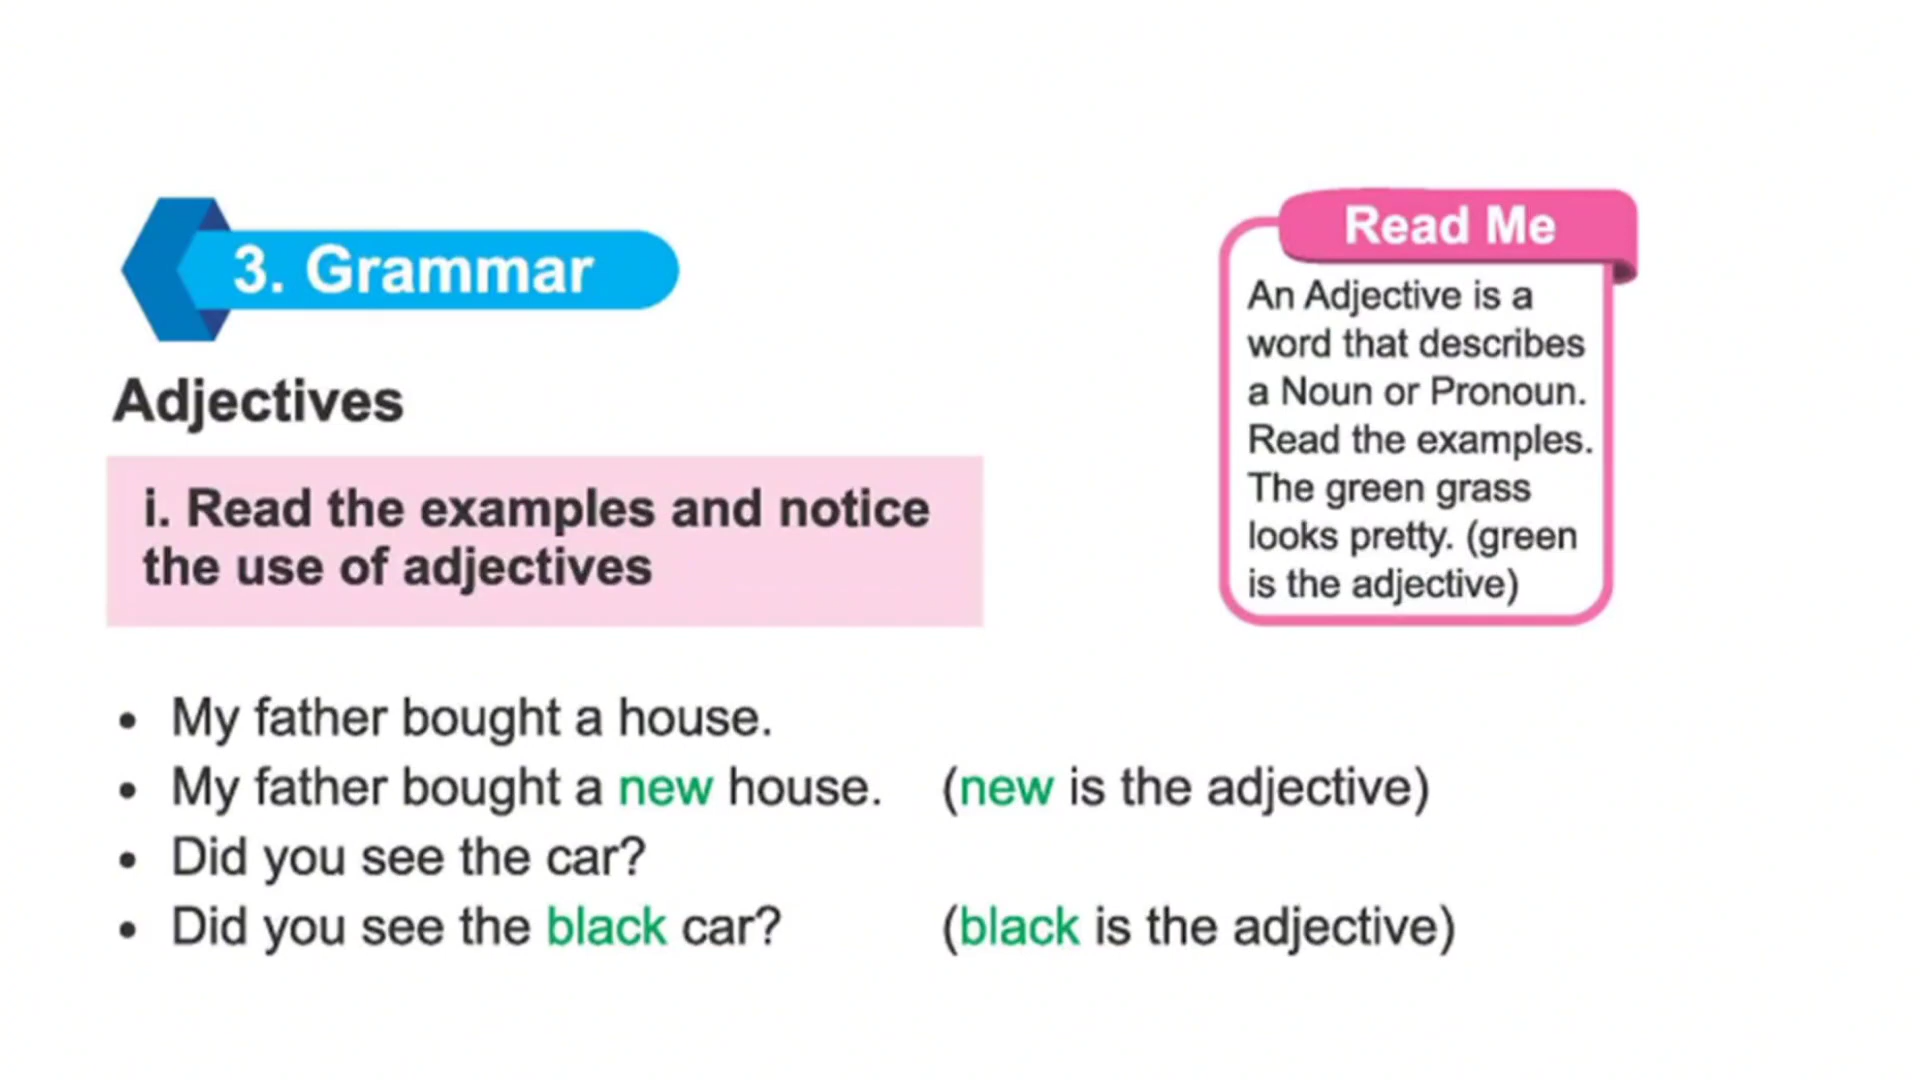 3. Grammar
Adjectives
i. Read the examples and notice
the use of adjectives
Read Me
An Adjective is a
word that describes
a Noun or Pronoun.
Read the examples.
The green grass
looks pretty. (green
is the adjective)
• My father bought a house.
• My father bought a new house. (new is the adjective)
• Did you see the car?
• Did you see the black car? (black is the adjective)